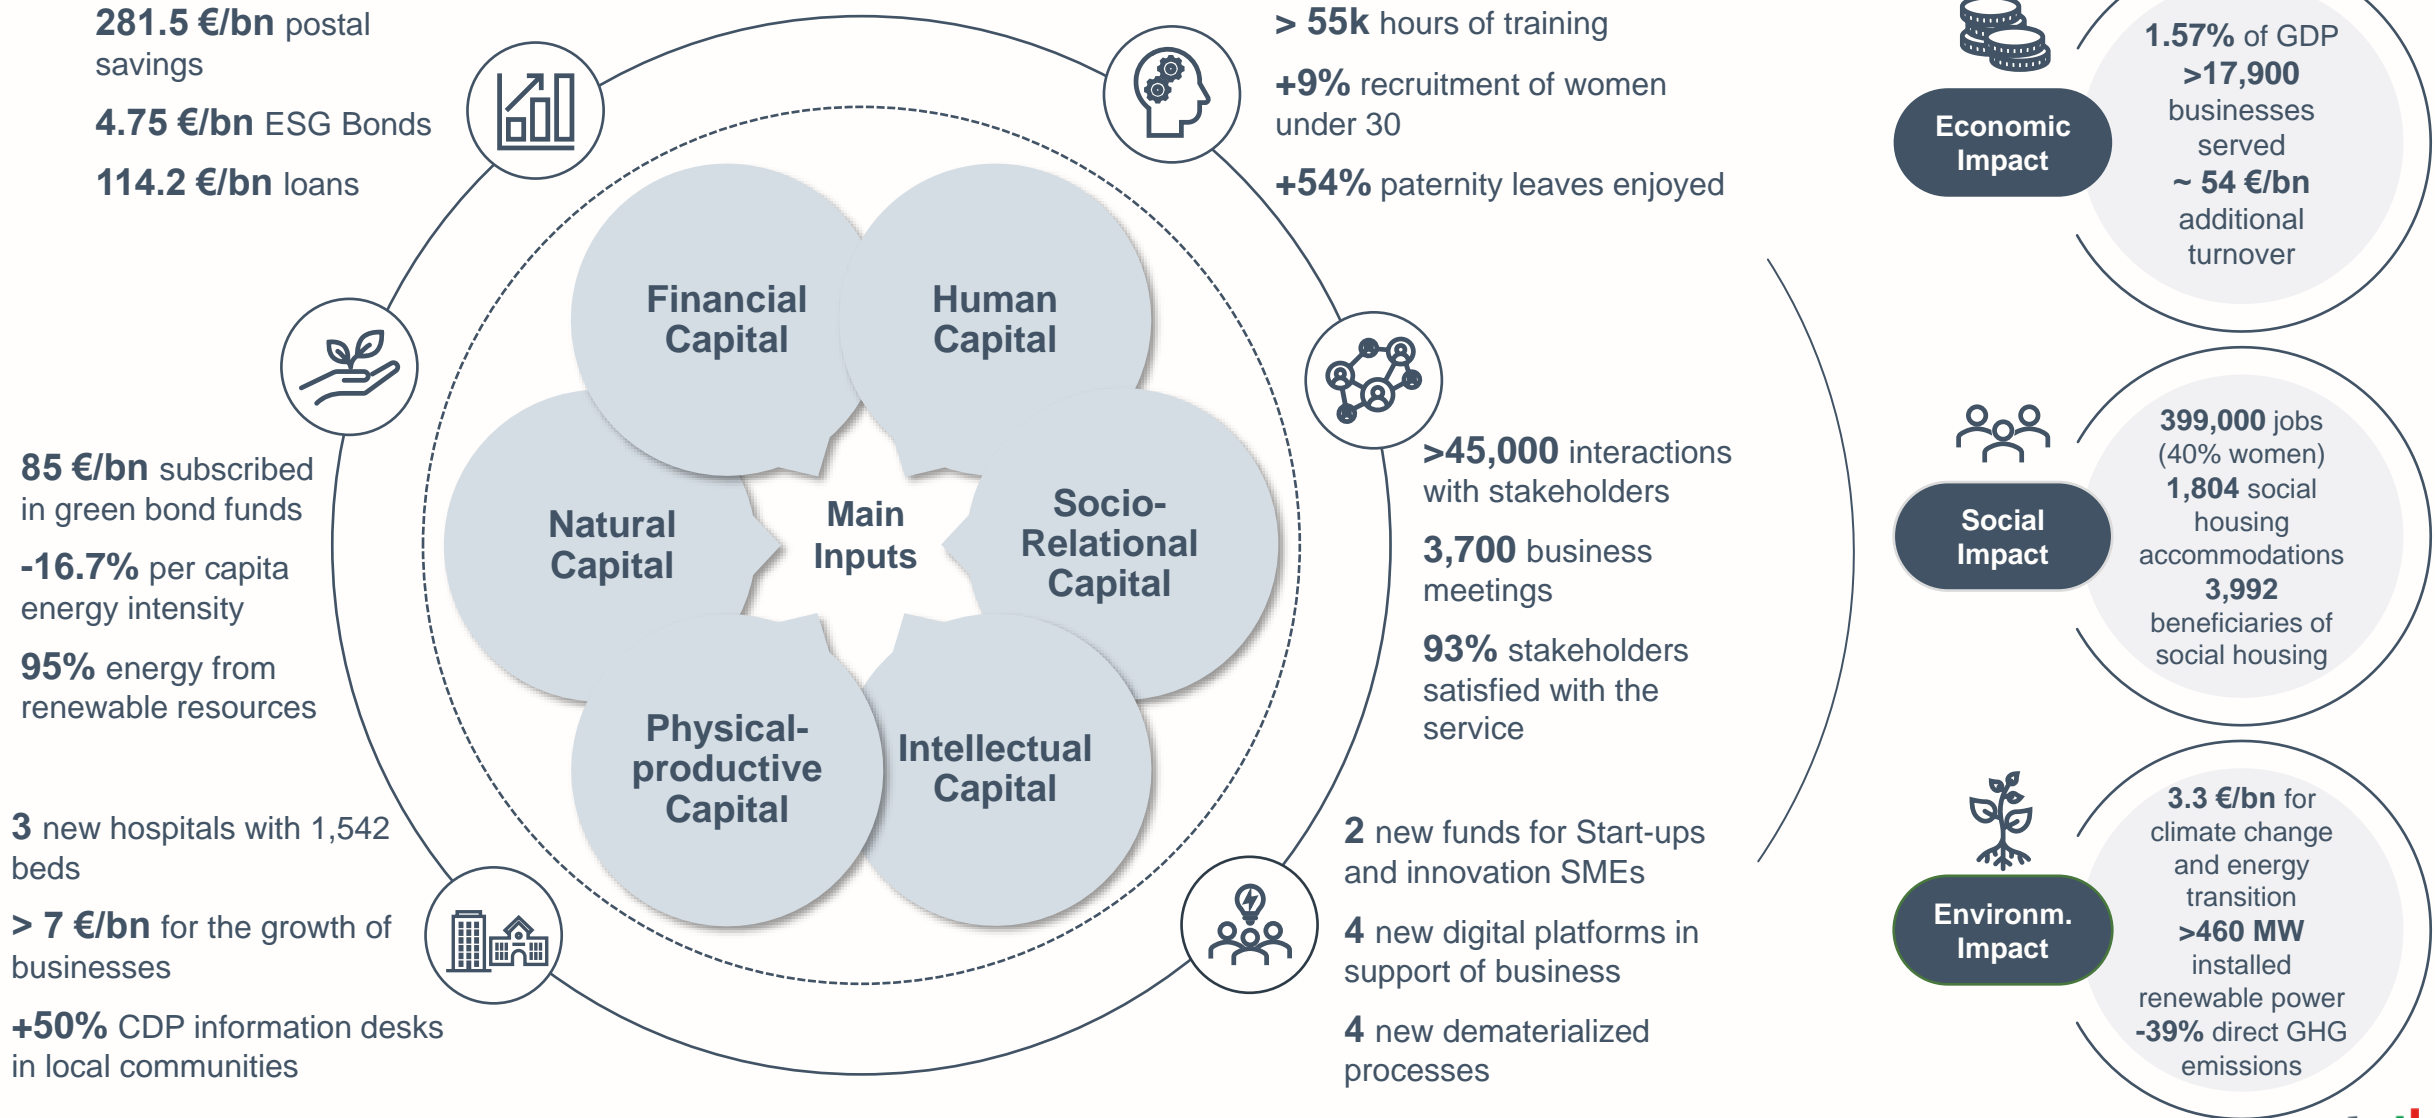 281.5 €/bn postal
savings
4.75 €/bn ESG Bonds
114.2 €/bn loans
> 55k hours of training
+9% recruitment of women
under 30
+54% paternity leaves enjoyed
85 €/bn subscribed
in green bond funds
-16.7% per capita
energy intensity
95% energy from
renewable resources
>45,000 interactions
with stakeholders
3,700 business
meetings
93% stakeholders
satisfied with the
service
3 new hospitals with 1,542
beds
> 7 €/bn for the growth of
businesses
+50% CDP information desks
in local communities
2 new funds for Start-ups
and innovation SMEs
4 new digital platforms in
support of business
4 new dematerialized
processes
Financial
Capital
Human
Capital
Natural
Capital
Main
Inputs
Socio-
Relational
Capital
Physical-
productive
Capital
Intellectual
Capital
Economic
Impact
1.57% of GDP
>17,900
businesses
served
~ 54 €/bn
additional
turnover
Social
Impact
399,000 jobs
(40% women)
1,804 social
housing
accommodations
3,992
beneficiaries of
social housing
Environm.
Impact
3.3 €/bn for
climate change
and energy
transition
>460 MW
installed
renewable power
-39% direct GHG
emissions